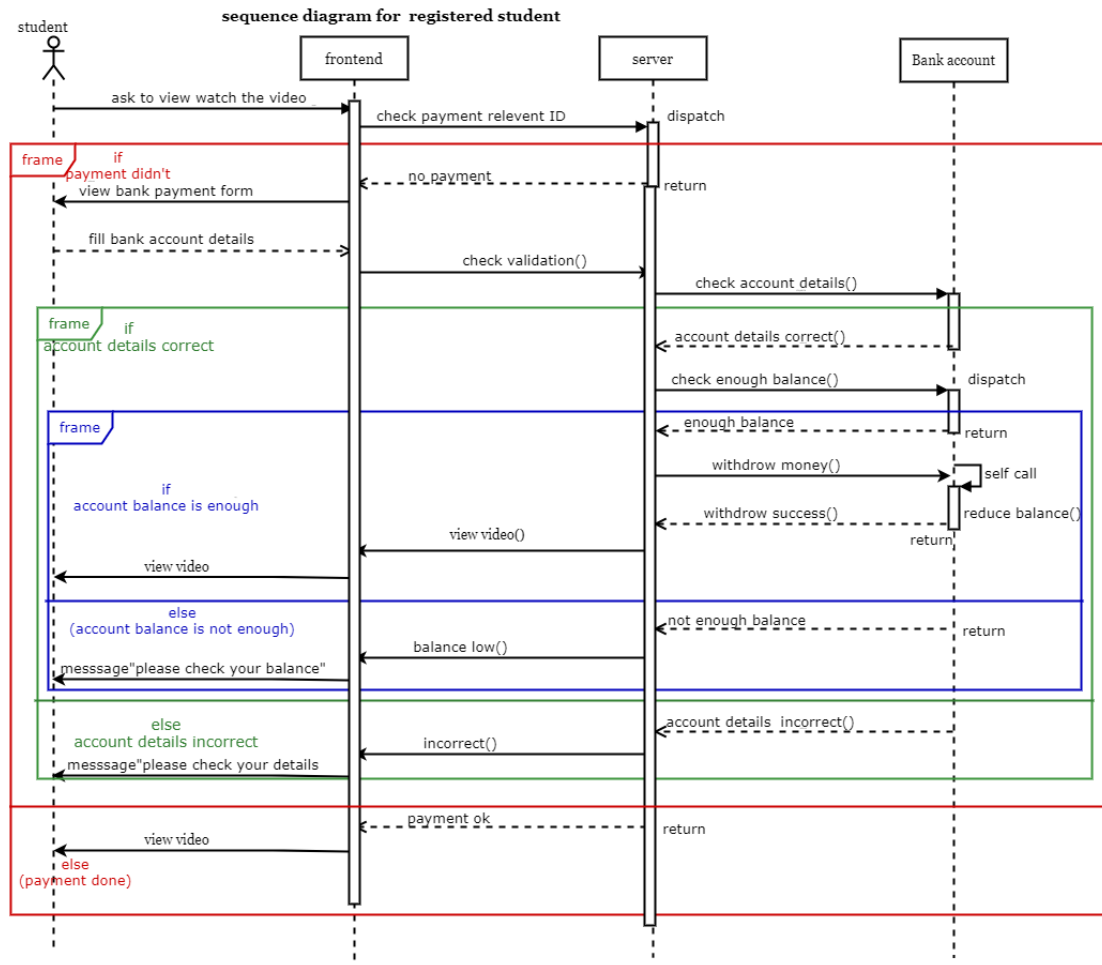 sequence diagram for registered student
student
frontend
server
Bank account
ask to view watch the video
check payment relevent ID
dispatch
frame
if
payment didn't
no payment
return
view bank payment form
fill bank account details
check validation()
check account_details()
frame
if
account details correct
account details correct()
check enough balance()
dispatch
frame
enough balance
return
if
account balance is enough
withdrow money()
self call
withdrow success()
reduce balance()
return
view video()
view video
else
(account balance is not enough)
not enough balance
return
balance low()
messsage"please check your balance"
else
account details incorrect
account details incorrect()
incorrect()
messsage"please check your details
payment ok
return
view video
else
(payment done)